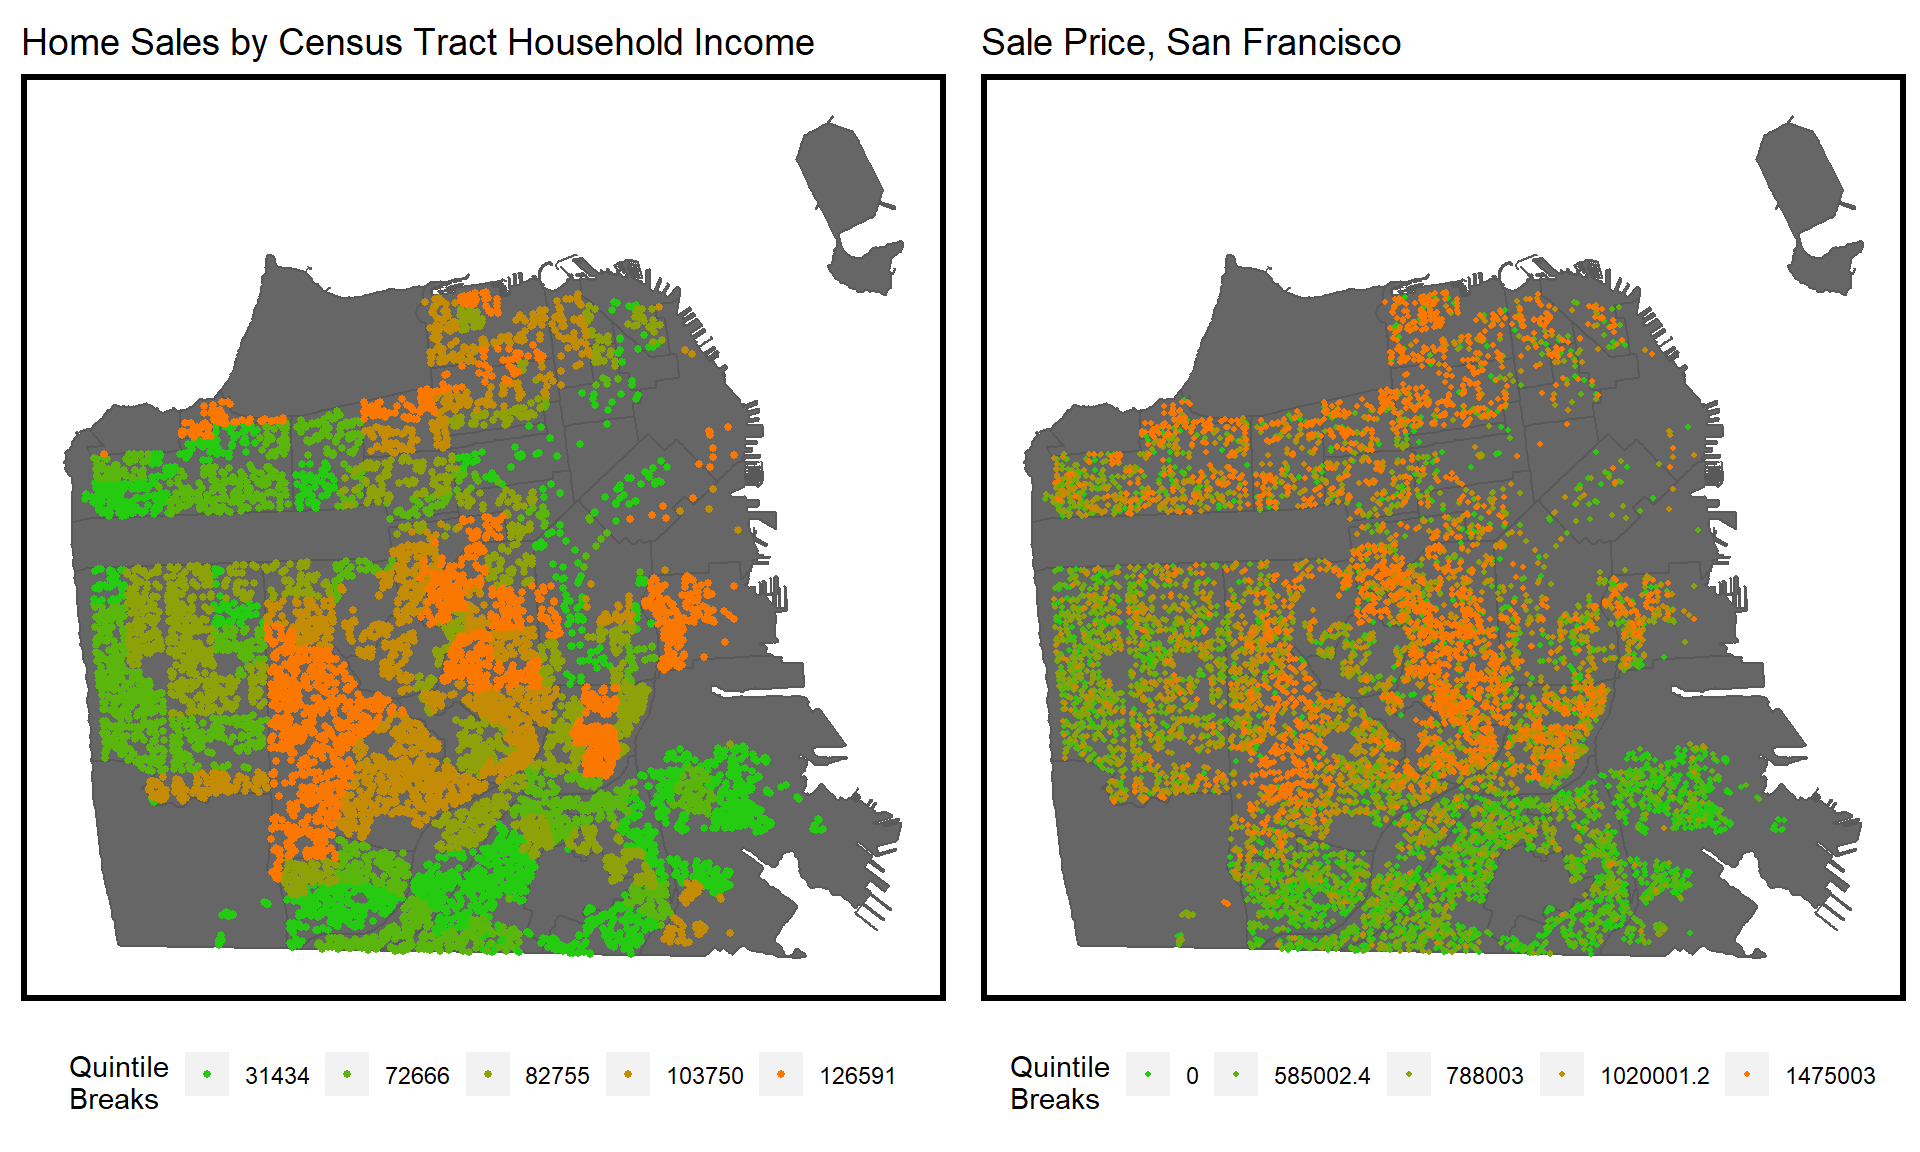 Home Sales by Census Tract Household Income
Sale Price, San Francisco
Quintile
Breaks
31434
72666
82755
103750
126591
Quintile
Breaks
0
585002.4
788003
1020001.2
1475003